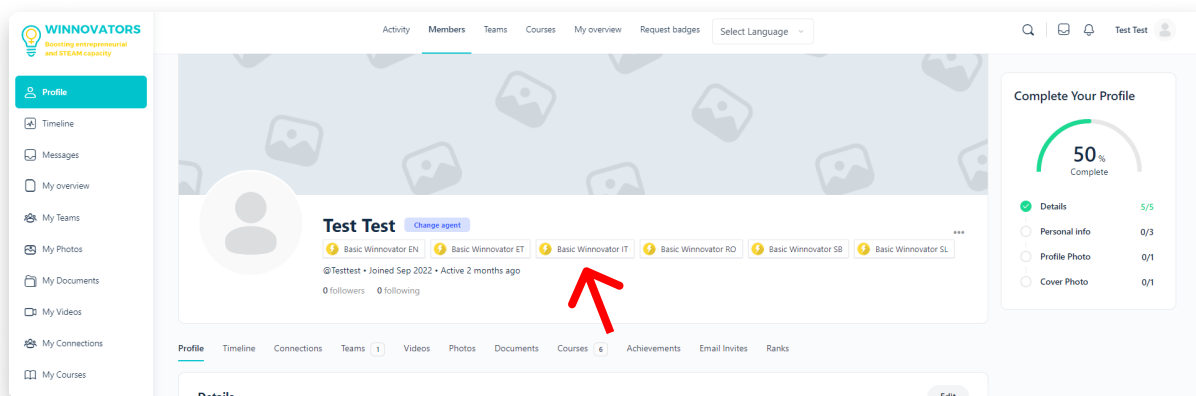 WINNOVATORS
Boosting entrepreneurial
and STEAM capacity
Activity Members Teams Courses My overview Request badges Select Language
Test Test
Profile
Timeline
Messages
My overview
My Teams
My Photos
My Documents
My Videos
My Connections
My Courses
Test Test Change agent
Basic Winnovator EN Basic Winnovator ET Basic Winnovator IT Basic Winnovator RO Basic Winnovator SB Basic Winnovator SL
@Testtest • Joined Sep 2022 • Active 2 months ago
0 followers 0 following
Profile Timeline Connections Teams 1 Videos Photos Documents Courses 6 Achievements Email Invites Ranks
Details Edit
Complete Your Profile
50 %
Complete
Details 5/5
Personal info 0/3
Profile Photo 0/1
Cover Photo 0/1